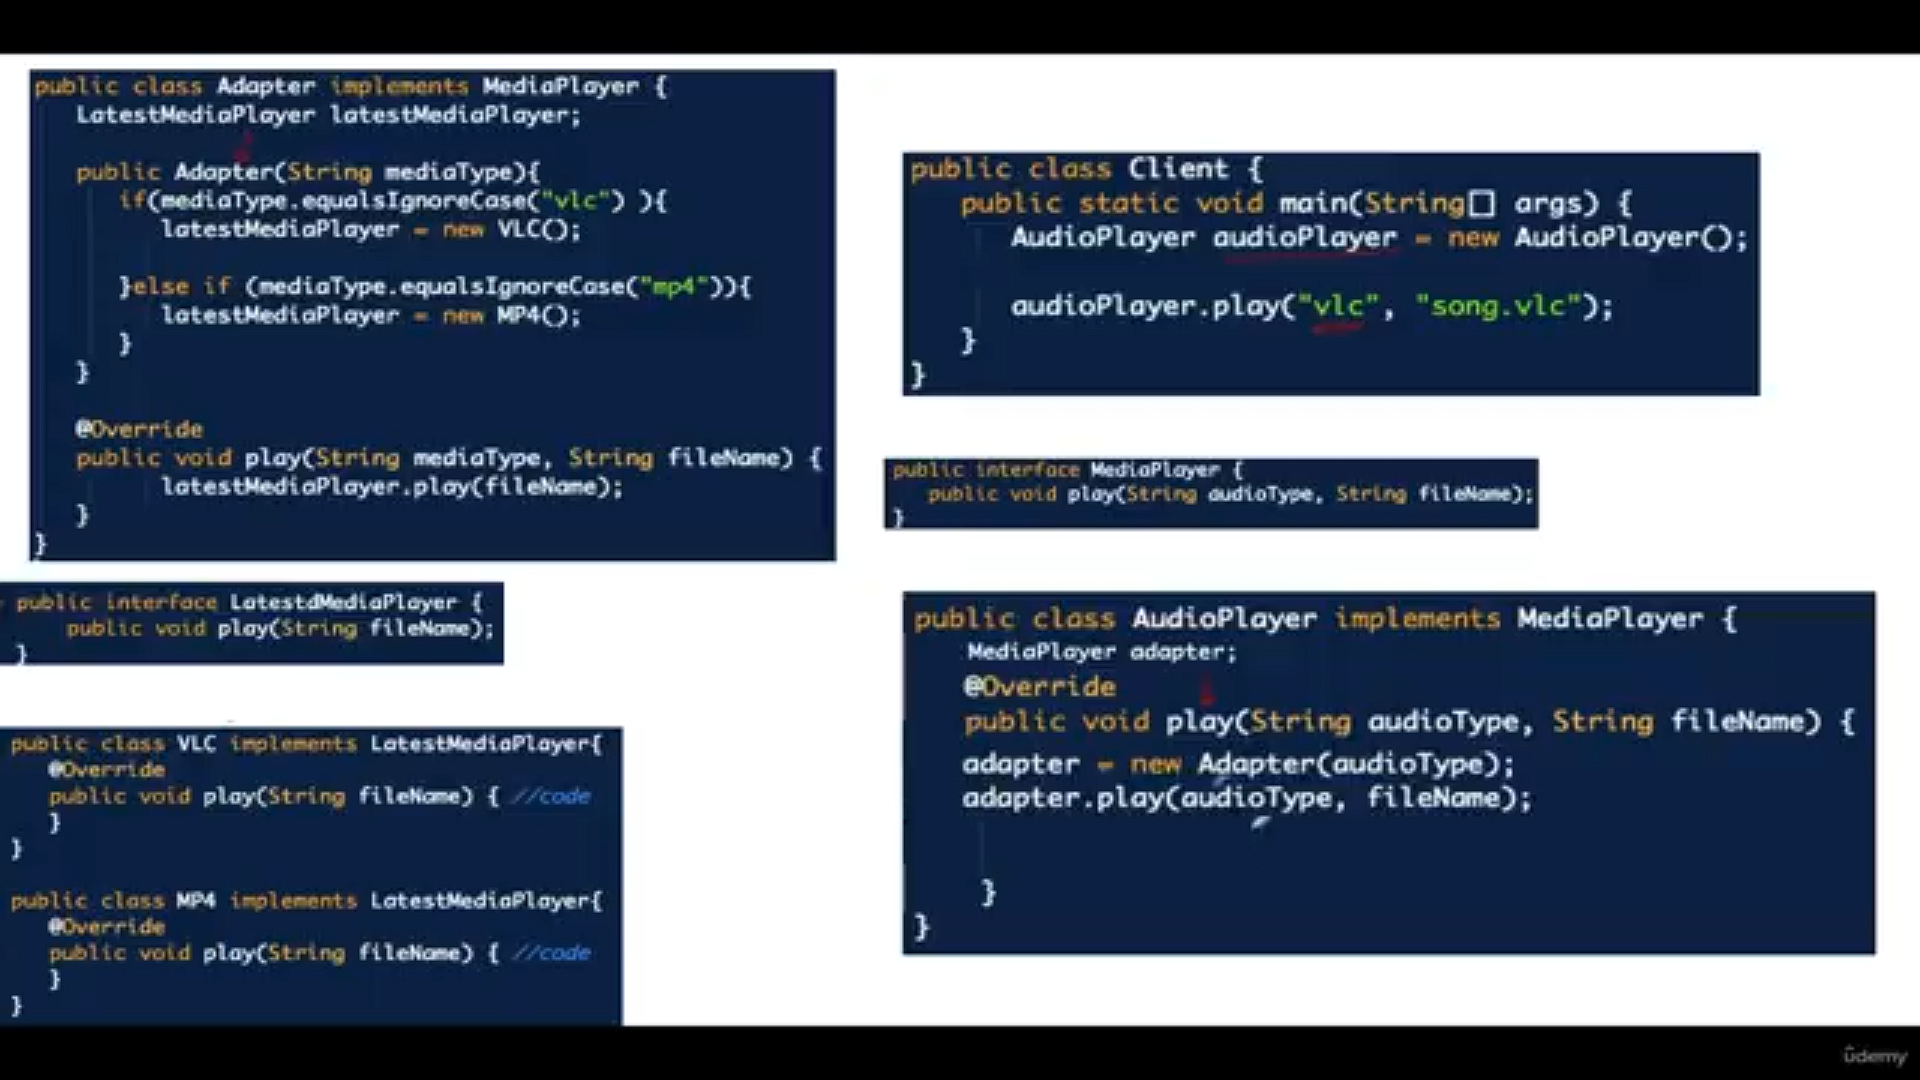 public class Adapter implements MediaPlayer {
LatestMediaPlayer latestMediaPlayer;
public Adapter(String mediaType){
if(mediaType.equalsIgnoreCase("vlc") ){
latestMediaPlayer = new VLC();
}else if (mediaType.equalsIgnoreCase("mp4")){
latestMediaPlayer = new MP4();
}
}
@Override
public void play(String mediaType, String fileName) {
latestMediaPlayer.play(fileName);
}
}
public interface LatestdMediaPlayer {
public void play(String fileName);
}
public class VLC implements LatestMediaPlayer{
@Override
public void play(String fileName) { //code
}
}
public class MP4 implements LatestMediaPlayer{
@Override
public void play(String fileName) { //code
}
}
public class Client {
public static void main(String[] args) {
AudioPlayer audioPlayer = new AudioPlayer();
audioPlayer.play("vlc", "song.vlc");
}
}
public interface MediaPlayer {
public void play(String audioType, String fileName);
}
public class AudioPlayer implements MediaPlayer {
MediaPlayer adapter;
@Override
public void play(String audioType, String fileName) {
adapter = new Adapter(audioType);
adapter.play(audioType, fileName);
}
}
ûdemy